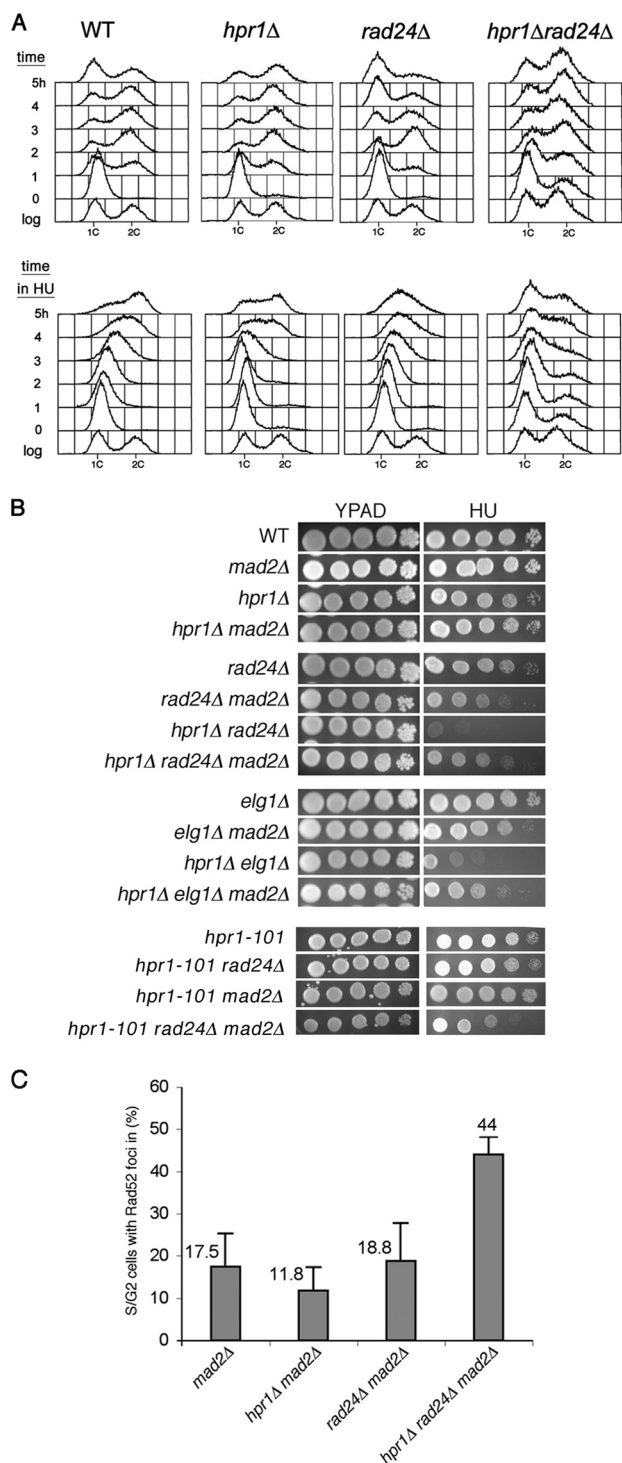 A
WT hpr1Δ rad24Δ hpr1Δrad24Δ
time
5h
4
3
2
1
0
log
1C 2C 1C 2C 1C 2C 1C 2C
time
in HU
5h
4
3
2
1
0
log
1C 2C 1C 2C 1C 2C 1C 2C
B
YPAD HU
WT
mad2Δ
hpr1Δ
hpr1Δ mad2Δ
rad24Δ
rad24Δ mad2Δ
hpr1Δ rad24Δ
hpr1Δ rad24Δ mad2Δ
elg1Δ
elg1Δ mad2Δ
hpr1Δ elg1Δ
hpr1Δ elg1Δ mad2Δ
hpr1-101
hpr1-101 rad24Δ
hpr1-101 mad2Δ
hpr1-101 rad24Δ mad2Δ
C
S/G2 cells with Rad52 foci in (%)
60
50
40
30
20
10
0
17.5
11.8
18.8
44
mad2Δ
hpr1Δ mad2Δ
rad24Δ mad2Δ
hpr1Δ rad24Δ mad2Δ